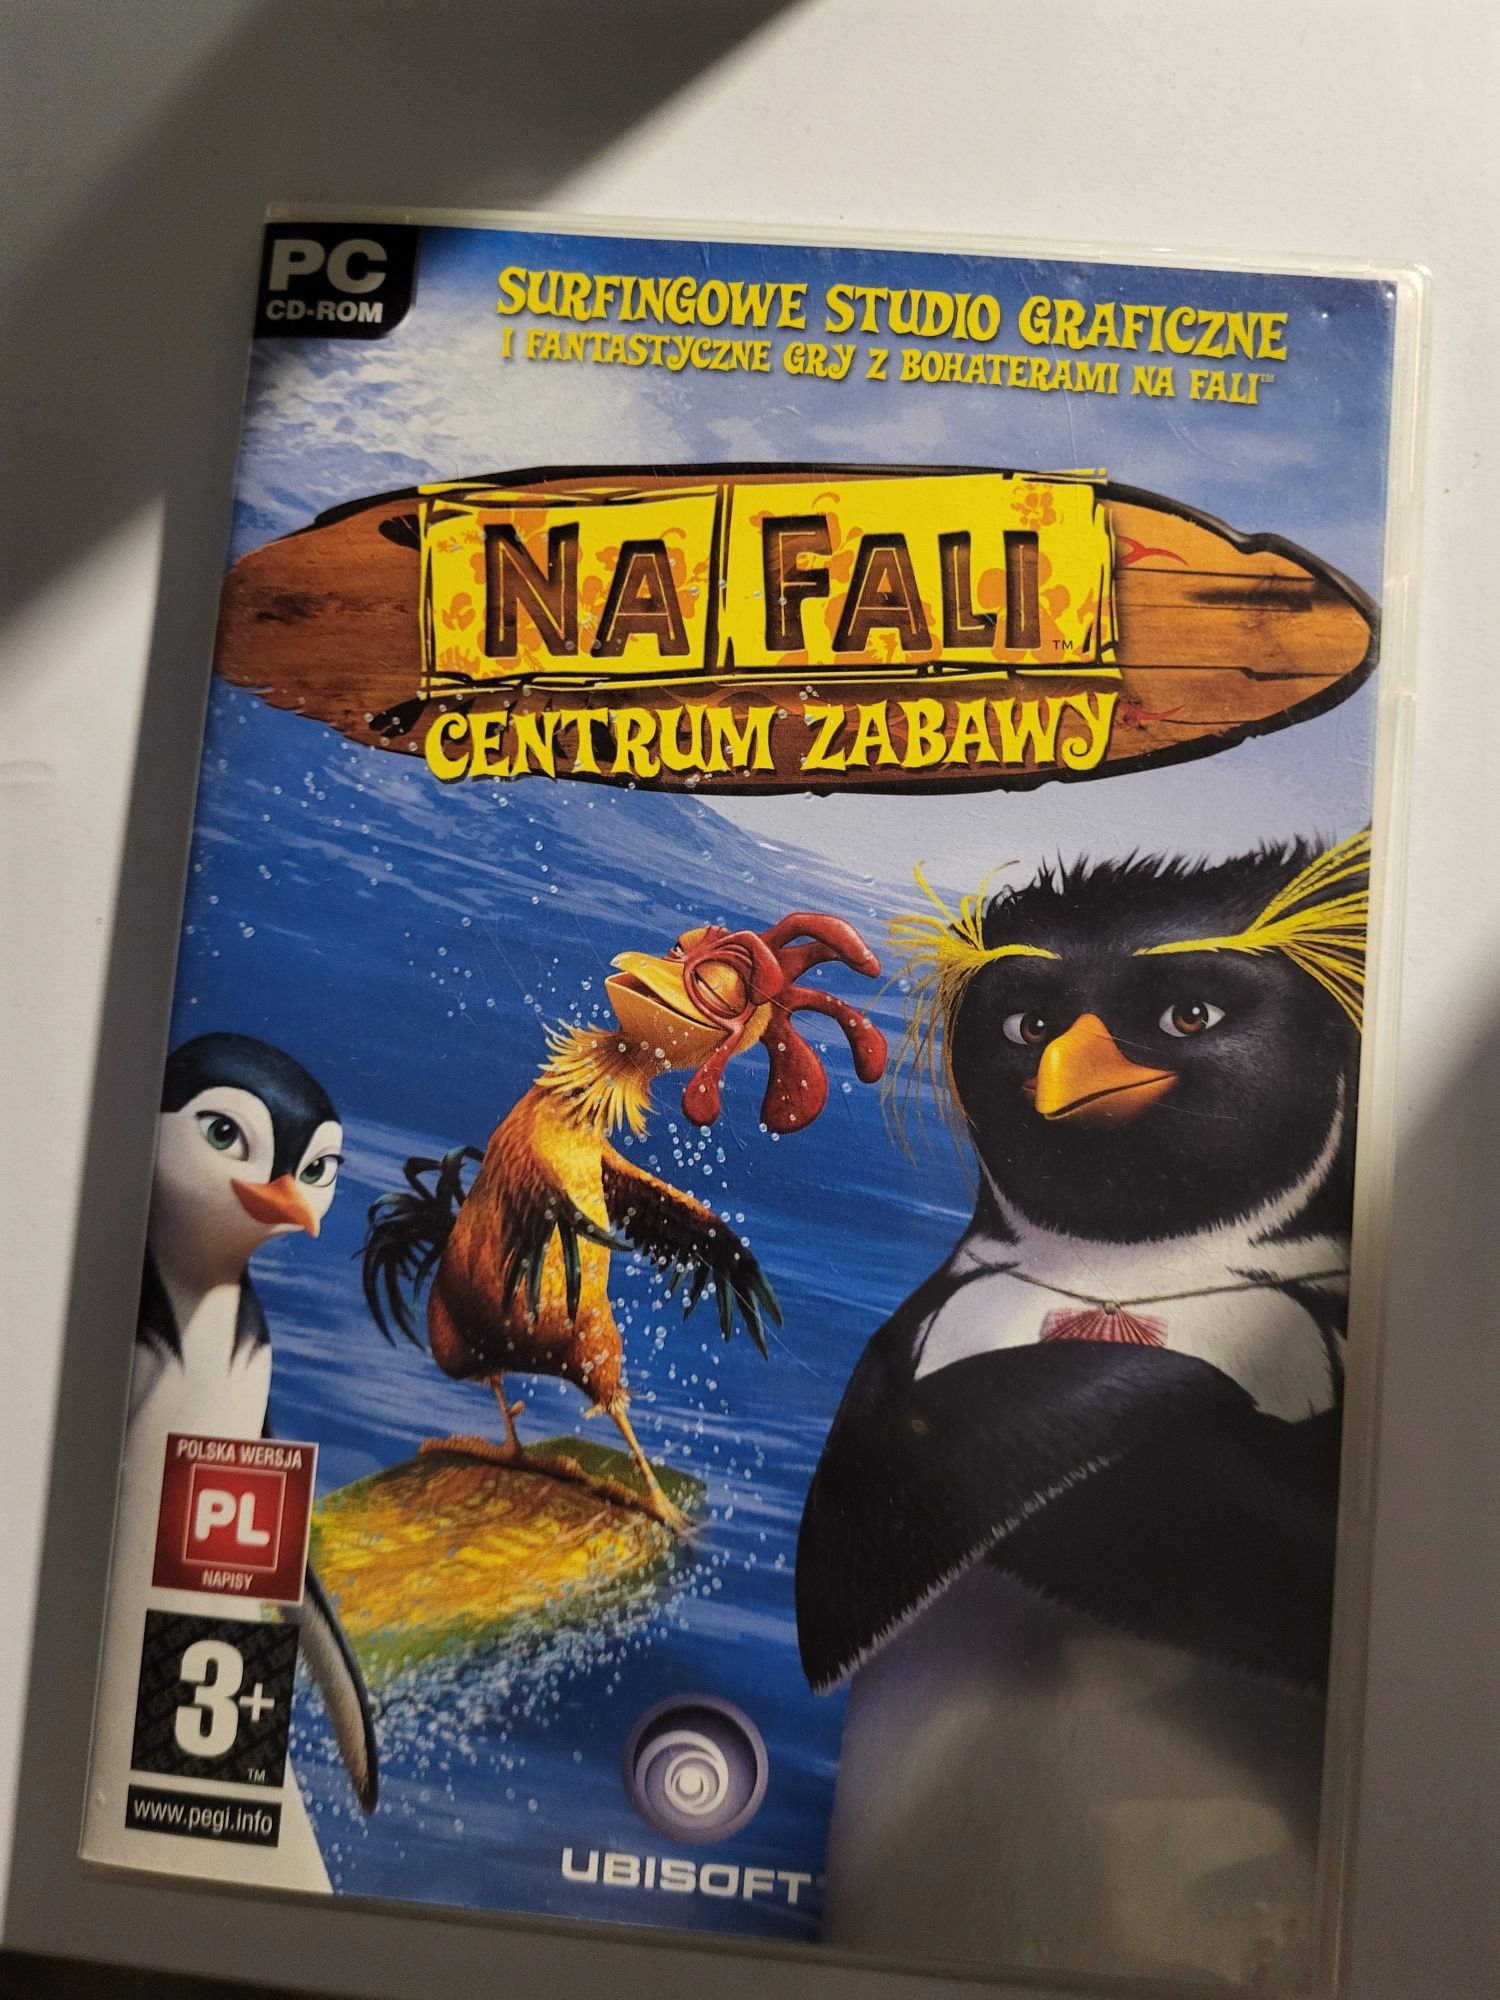 PC
CD-ROM
SURFINGOWE STUDIO GRAFICZNE
I FANTASTYCZNE GRY Z BOHATERAMI NA FALI™
NA FALI™
CENTRUM ZABAWY
POLSKA WERSJA
PL
NAPISY
3+
™
www.pegi.info
UBISOFT